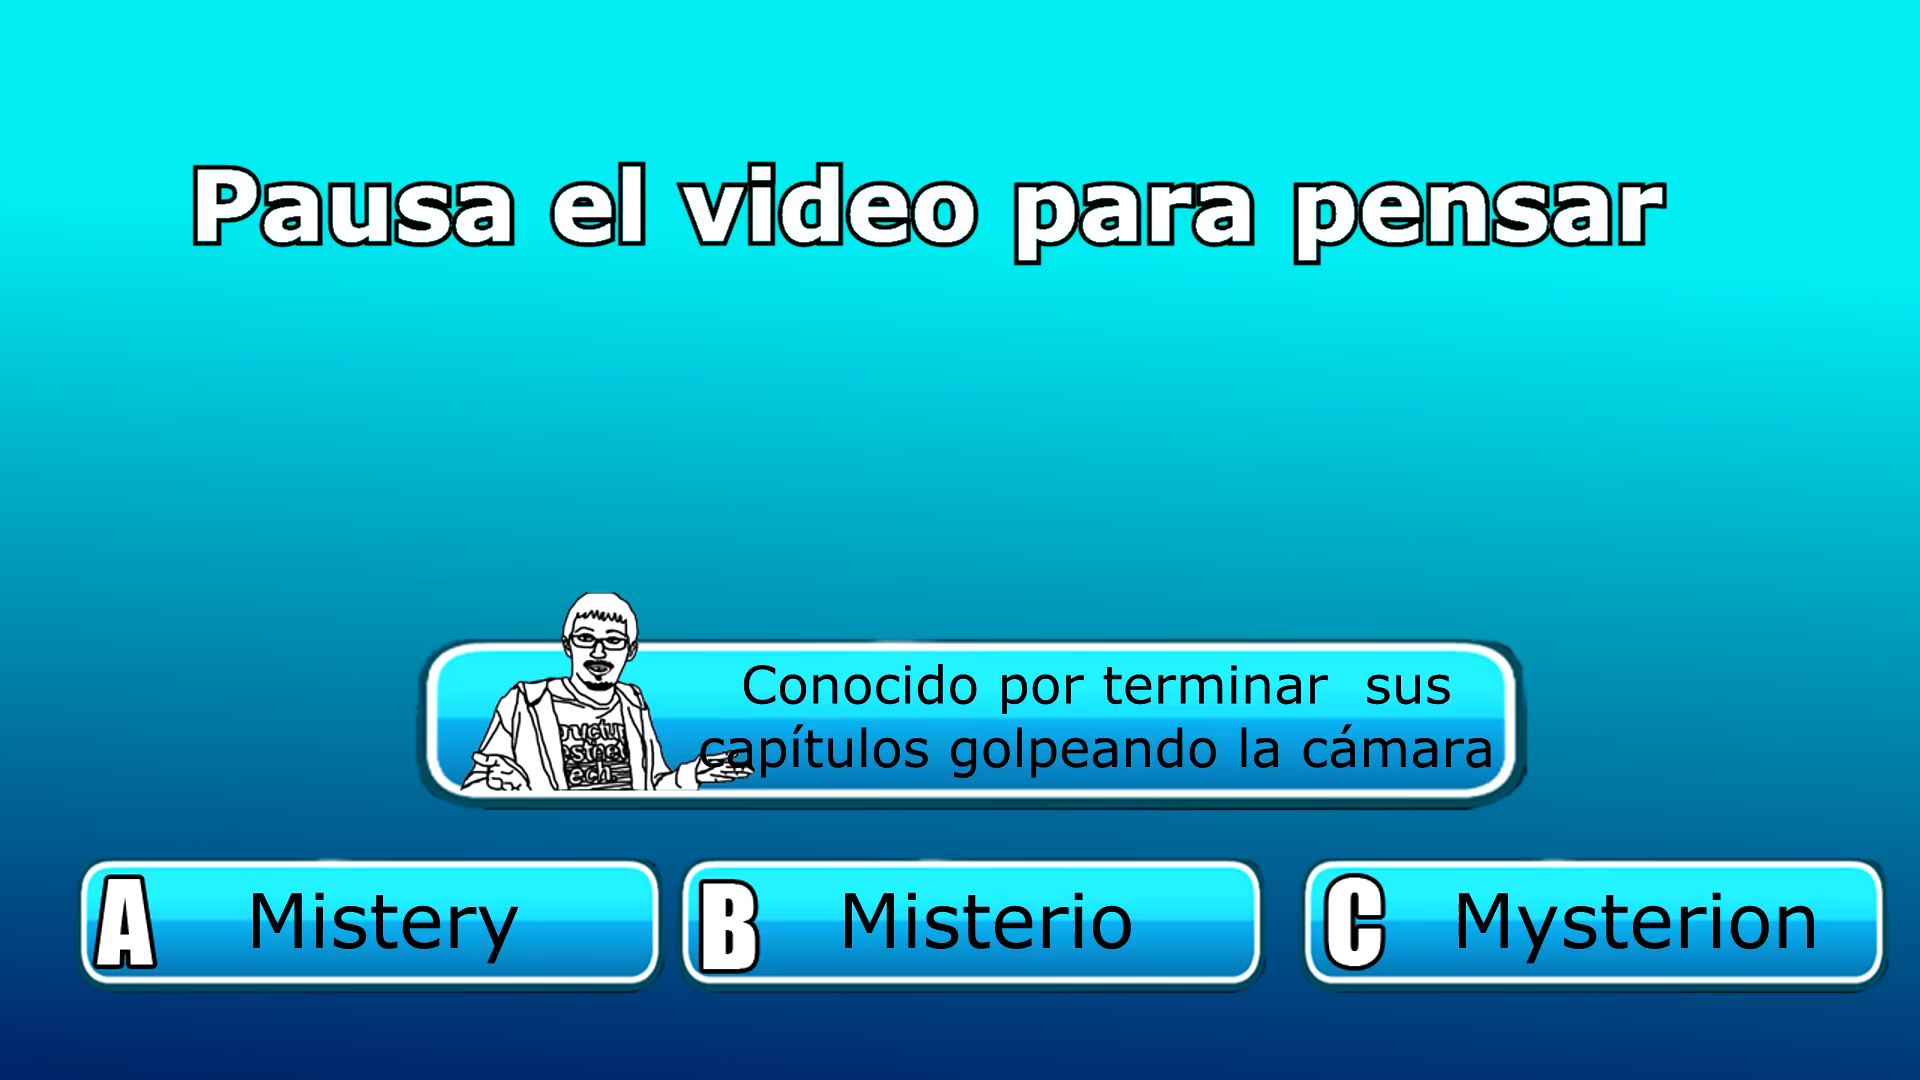 Pausa el video para pensar
Conocido por terminar sus
capítulos golpeando la cámara
A Mistery
B Misterio
C Mysterion